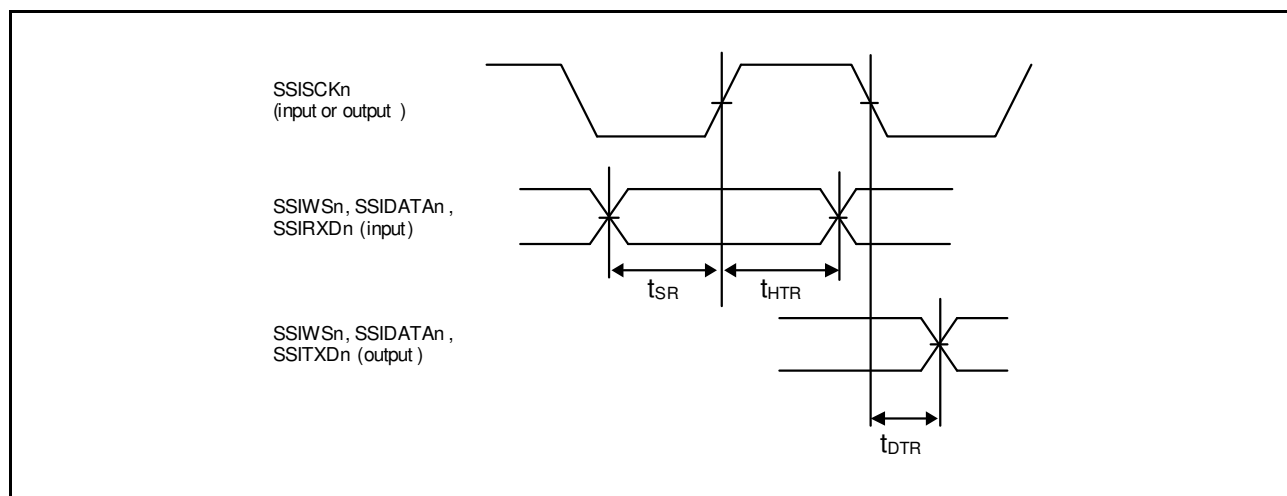 SSISCKn
(input or output )
SSIWSn, SSIDATAn ,
SSIRXDn (input)
tSR
tHTR
SSIWSn, SSIDATAn ,
SSITXDn (output )
tDTR